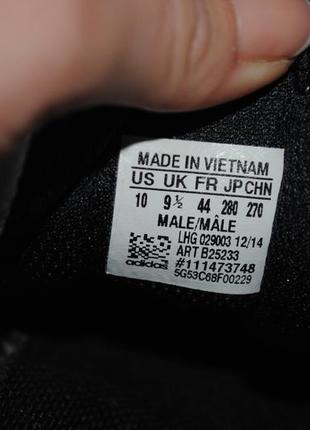 MADE IN VIETNAM
US UK FR JP CHN
10 9½ 44 280 270
MALE/MÂLE
LHG 029003 12/14
ART B25233
#111473748
adidas
5G53C68F00229